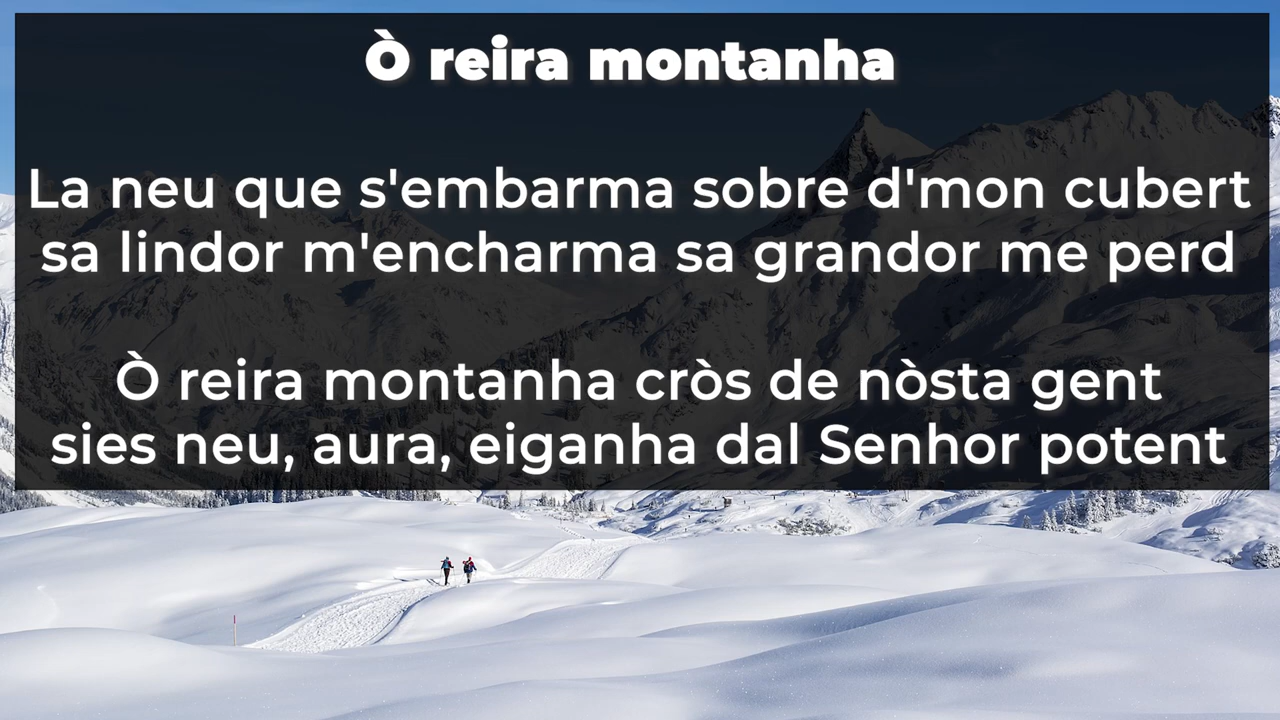 Ò reira montanha
La neu que s'embarma sobre d'mon cubert
sa lindor m'encharma sa grandor me perd
Ò reira montanha cròs de nòsta gent
sies neu, aura, eiganha dal Senhor potent